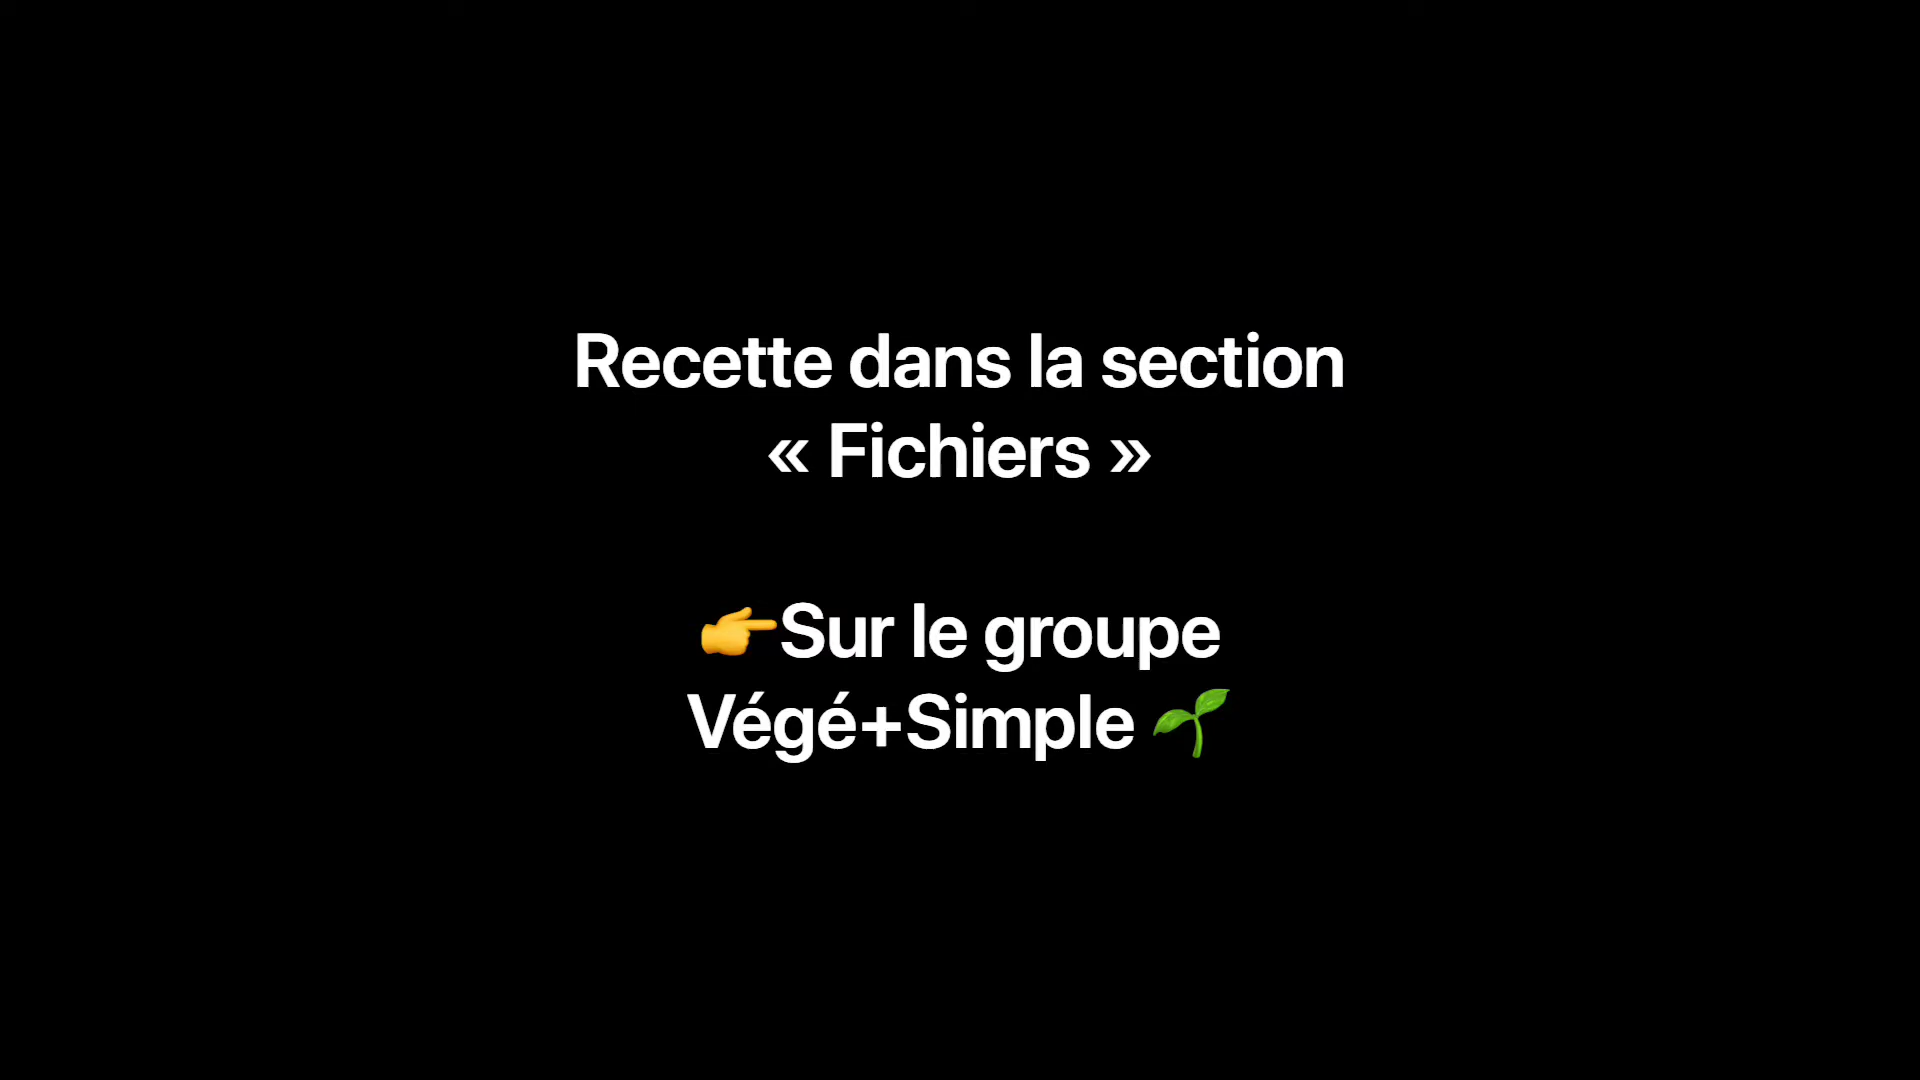 Recette dans la section
« Fichiers »
👉Sur le groupe
Végé+Simple 🌱